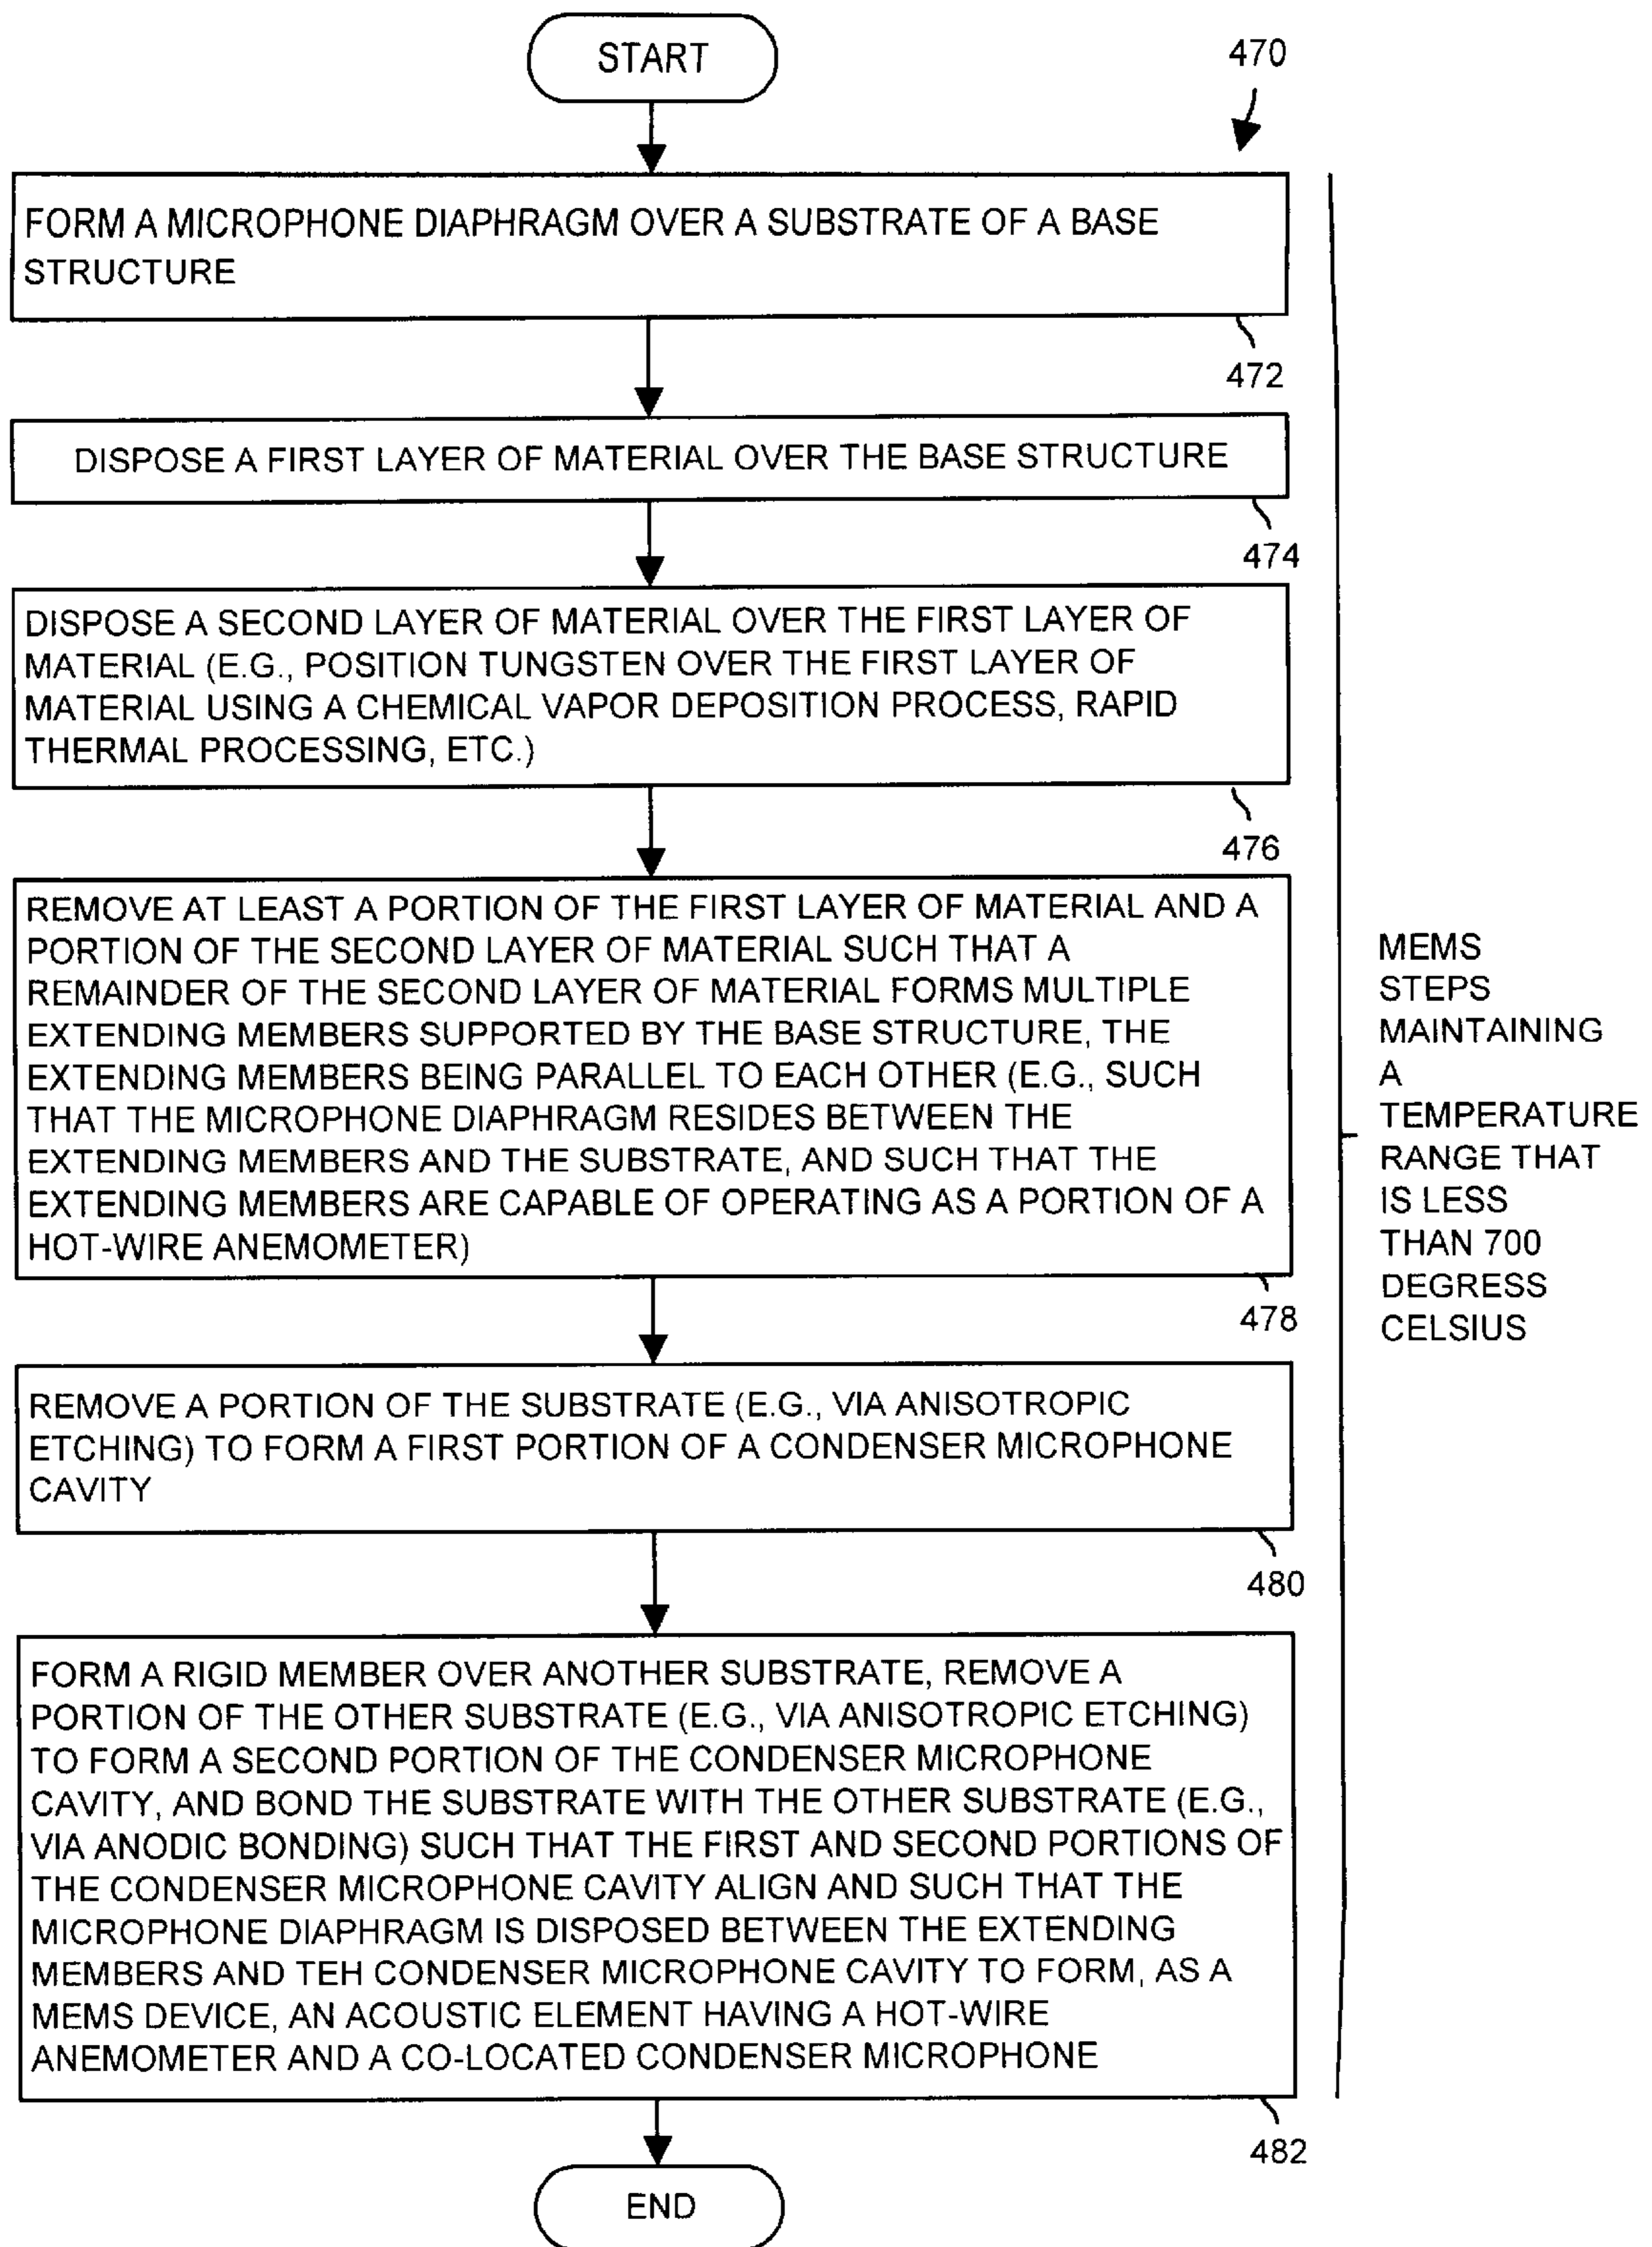 START
470
FORM A MICROPHONE DIAPHRAGM OVER A SUBSTRATE OF A BASE
STRUCTURE
472
DISPOSE A FIRST LAYER OF MATERIAL OVER THE BASE STRUCTURE
474
DISPOSE A SECOND LAYER OF MATERIAL OVER THE FIRST LAYER OF
MATERIAL (E.G., POSITION TUNGSTEN OVER THE FIRST LAYER OF
MATERIAL USING A CHEMICAL VAPOR DEPOSITION PROCESS, RAPID
THERMAL PROCESSING, ETC.)
476
REMOVE AT LEAST A PORTION OF THE FIRST LAYER OF MATERIAL AND A
PORTION OF THE SECOND LAYER OF MATERIAL SUCH THAT A
REMAINDER OF THE SECOND LAYER OF MATERIAL FORMS MULTIPLE
EXTENDING MEMBERS SUPPORTED BY THE BASE STRUCTURE, THE
EXTENDING MEMBERS BEING PARALLEL TO EACH OTHER (E.G., SUCH
THAT THE MICROPHONE DIAPHRAGM RESIDES BETWEEN THE
EXTENDING MEMBERS AND THE SUBSTRATE, AND SUCH THAT THE
EXTENDING MEMBERS ARE CAPABLE OF OPERATING AS A PORTION OF A
HOT-WIRE ANEMOMETER)
478
REMOVE A PORTION OF THE SUBSTRATE (E.G., VIA ANISOTROPIC
ETCHING) TO FORM A FIRST PORTION OF A CONDENSER MICROPHONE
CAVITY
480
FORM A RIGID MEMBER OVER ANOTHER SUBSTRATE, REMOVE A
PORTION OF THE OTHER SUBSTRATE (E.G., VIA ANISOTROPIC ETCHING)
TO FORM A SECOND PORTION OF THE CONDENSER MICROPHONE
CAVITY, AND BOND THE SUBSTRATE WITH THE OTHER SUBSTRATE (E.G.,
VIA ANODIC BONDING) SUCH THAT THE FIRST AND SECOND PORTIONS OF
THE CONDENSER MICROPHONE CAVITY ALIGN AND SUCH THAT THE
MICROPHONE DIAPHRAGM IS DISPOSED BETWEEN THE EXTENDING
MEMBERS AND TEH CONDENSER MICROPHONE CAVITY TO FORM, AS A
MEMS DEVICE, AN ACOUSTIC ELEMENT HAVING A HOT-WIRE
ANEMOMETER AND A CO-LOCATED CONDENSER MICROPHONE
482
END
MEMS
STEPS
MAINTAINING
A
TEMPERATURE
RANGE THAT
IS LESS
THAN 700
DEGRESS
CELSIUS